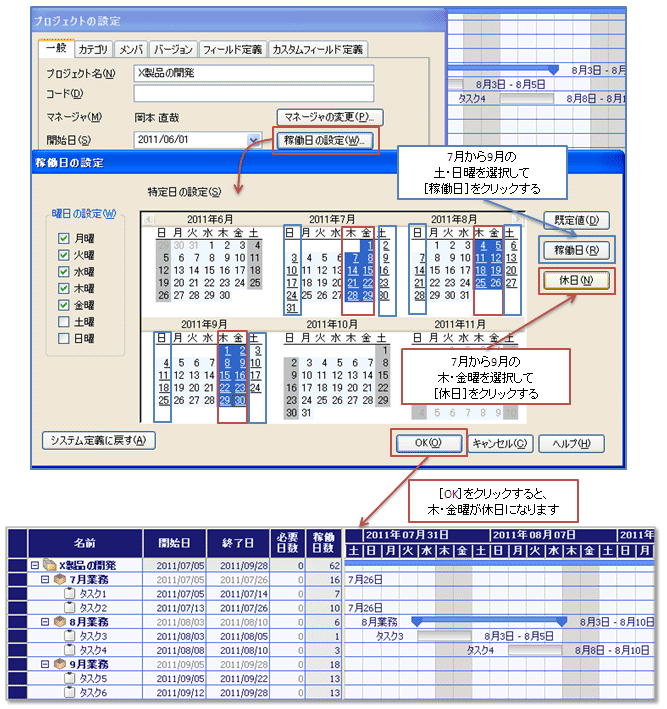 プロジェクトの設定
一般 カテゴリ メンバ バージョン フィールド定義 カスタムフィールド定義
プロジェクト名(N) X製品の開発
コード(D)
マネージャ(M) 岡本 直哉 マネージャの変更(P)...
開始日(S) 2011/06/01 稼働日の設定(W)...
8月3日 - 8月
8月3日 - 8月5日
タスク4 8月8日 - 8月1
稼働日の設定
7月から9月の
土・日曜を選択して
[稼働日]をクリックする
特定日の設定(S)
曜日の設定(W)
月曜
火曜
水曜
木曜
金曜
土曜
日曜
2011年6月 2011年7月 2011年8月
日 月 火 水 木 金 土 日 月 火 水 木 金 土 日 月 火 水 木 金 土
29 30 31 1 2 3 4 1 2 1 2 3 4 5 6
5 6 7 8 9 10 11 3 4 5 6 7 8 9 7 8 9 10 11 12 13
12 13 14 15 16 17 18 10 11 12 13 14 15 16 14 15 16 17 18 19 20
19 20 21 22 23 24 25 17 18 19 20 21 22 23 21 22 23 24 25 26 27
26 27 28 29 30 24 25 26 27 28 29 30 28 29 30 31
31
2011年9月 2011年10月 2011年11月
日 月 火 水 木 金 土 日 月 火 水 木 金 土 日 月 火 水 木 金 土
1 2 3 1
4 5 6 7 8 9 10 2 3 4 5 6 7 8
11 12 13 14 15 16 17 9 10 11 12 13 14 15
18 19 20 21 22 23 24 16 17 18 19 20 21 22
25 26 27 28 29 30 23 24 25 26 27 28 29
30 31 4 5 6 7 8 9 10
既定値(D)
稼働日(R)
休日(N)
7月から9月の
木・金曜を選択して
[休日]をクリックする
システム定義に戻す(A) OK(O) キャンセル(C) ヘルプ(H)
[OK]をクリックすると、
木・金曜が休日になります
名前 開始日 終了日 必要日数 稼働日数 2011年07月31日 2011年08月07日 2011年
土 日 月 火 水 木 金 土 日 月 火 水 木 金 土 日 月
X製品の開発 2011/07/05 2011/09/28 0 62
7月業務 2011/07/05 2011/07/26 0 16 7月26日
タスク1 2011/07/05 2011/07/14 0 7
タスク2 2011/07/13 2011/07/26 0 10 7月26日
8月業務 2011/08/03 2011/08/10 0 6 8月業務 8月3日 - 8月10日
タスク3 2011/08/03 2011/08/05 0 1 タスク3 8月3日 - 8月5日
タスク4 2011/08/08 2011/08/10 0 3 タスク4 8月8日 - 8月10日
9月業務 2011/09/05 2011/09/28 0 18
タスク5 2011/09/05 2011/09/22 0 13
タスク6 2011/09/12 2011/09/28 0 13